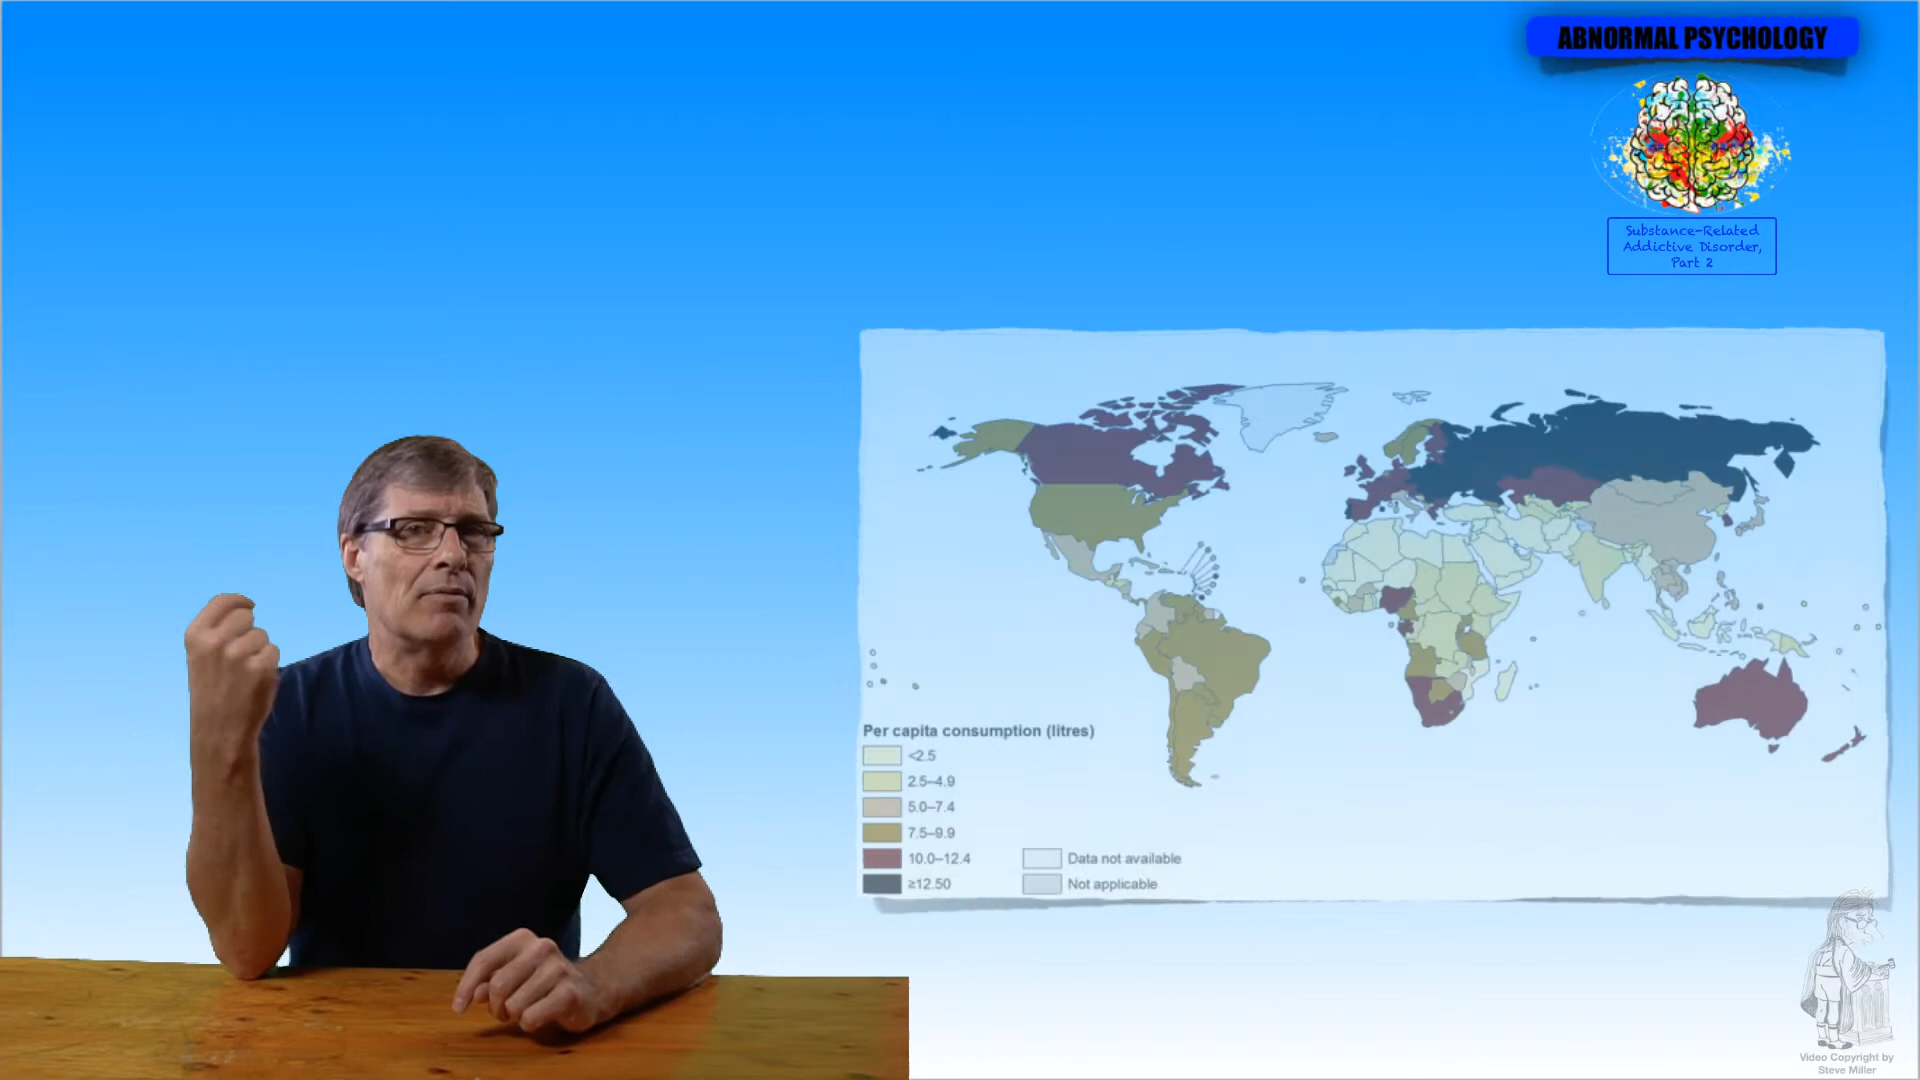 ABNORMAL PSYCHOLOGY
Substance-Related
Addictive Disorder,
Part 2
Per capita consumption (litres)
<2.5
2.5–4.9
5.0–7.4
7.5–9.9
10.0–12.4
≥12.50
Data not available
Not applicable
Video Copyright by
Steve Miller